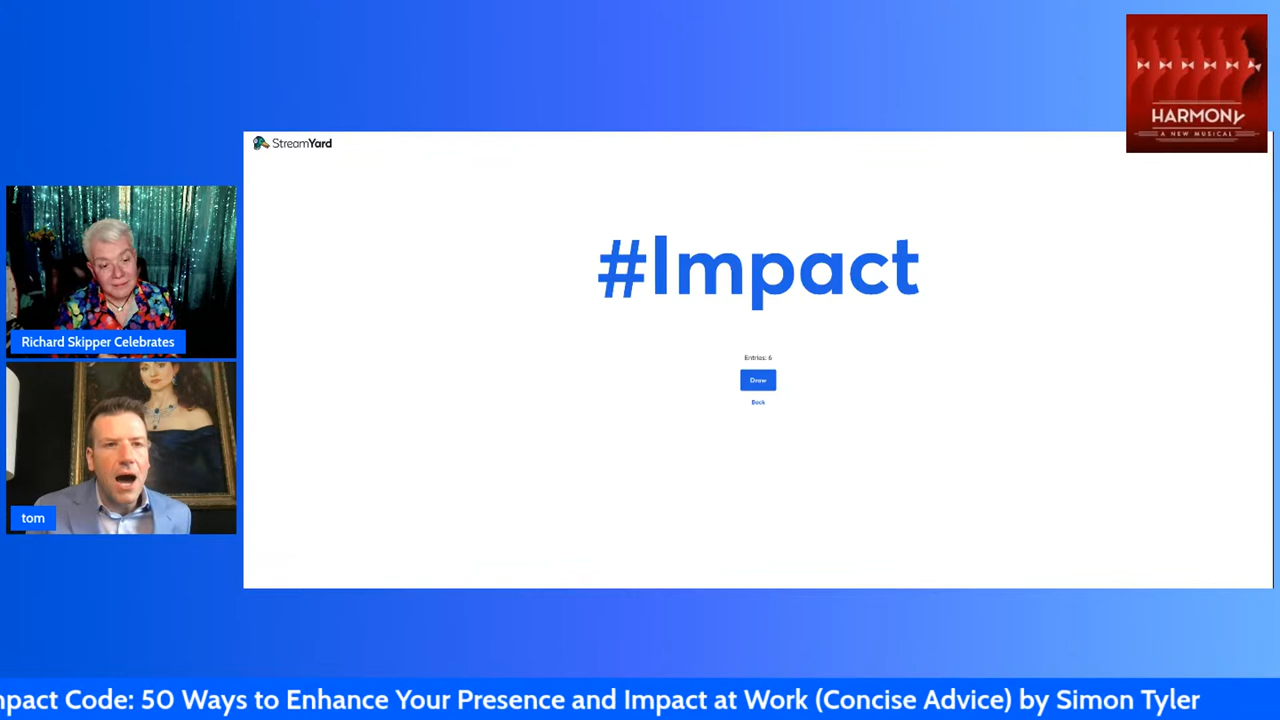 HARMONY
A NEW MUSICAL
StreamYard
#Impact
Entries: 6
Draw
Back
Richard Skipper Celebrates
tom
mpact Code: 50 Ways to Enhance Your Presence and Impact at Work (Concise Advice) by Simon Tyler